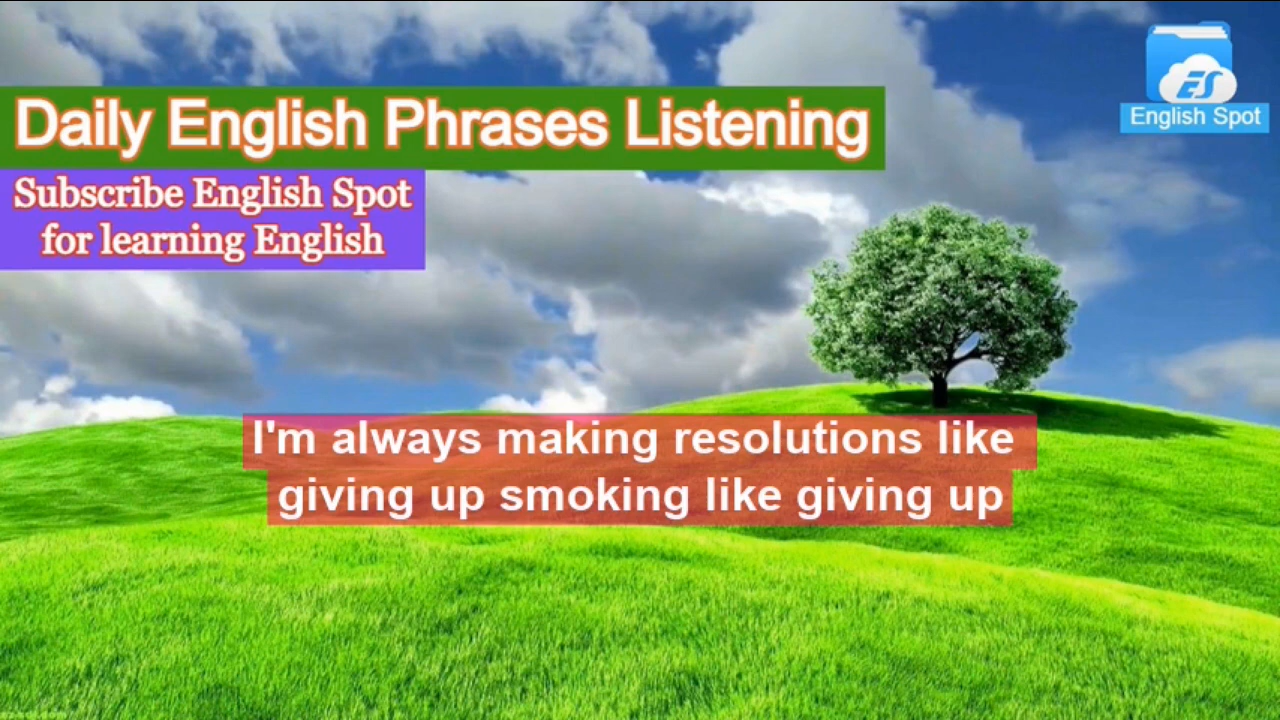 Daily English Phrases Listening
Subscribe English Spot
for learning English
ES
English Spot
I'm always making resolutions like
giving up smoking like giving up